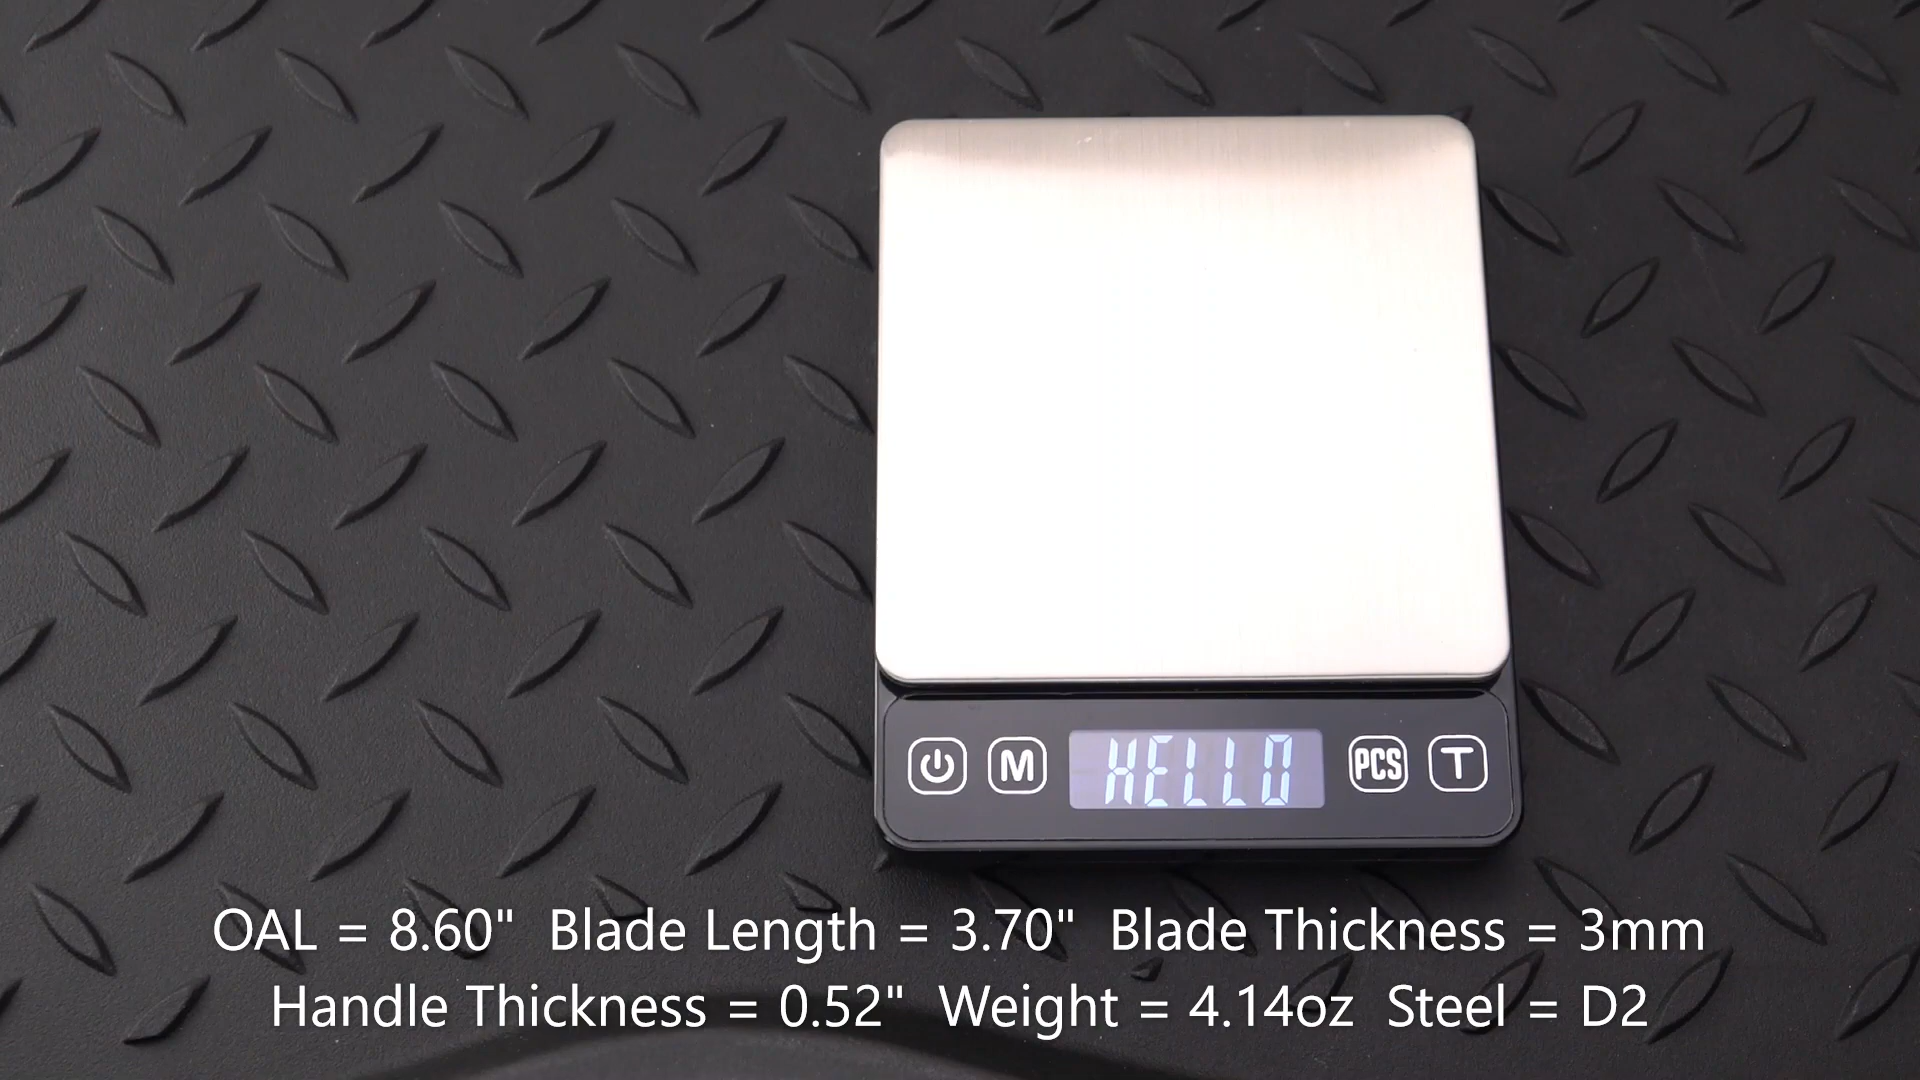 M HELLO PCS T
OAL = 8.60" Blade Length = 3.70" Blade Thickness = 3mm
Handle Thickness = 0.52" Weight = 4.14oz Steel = D2